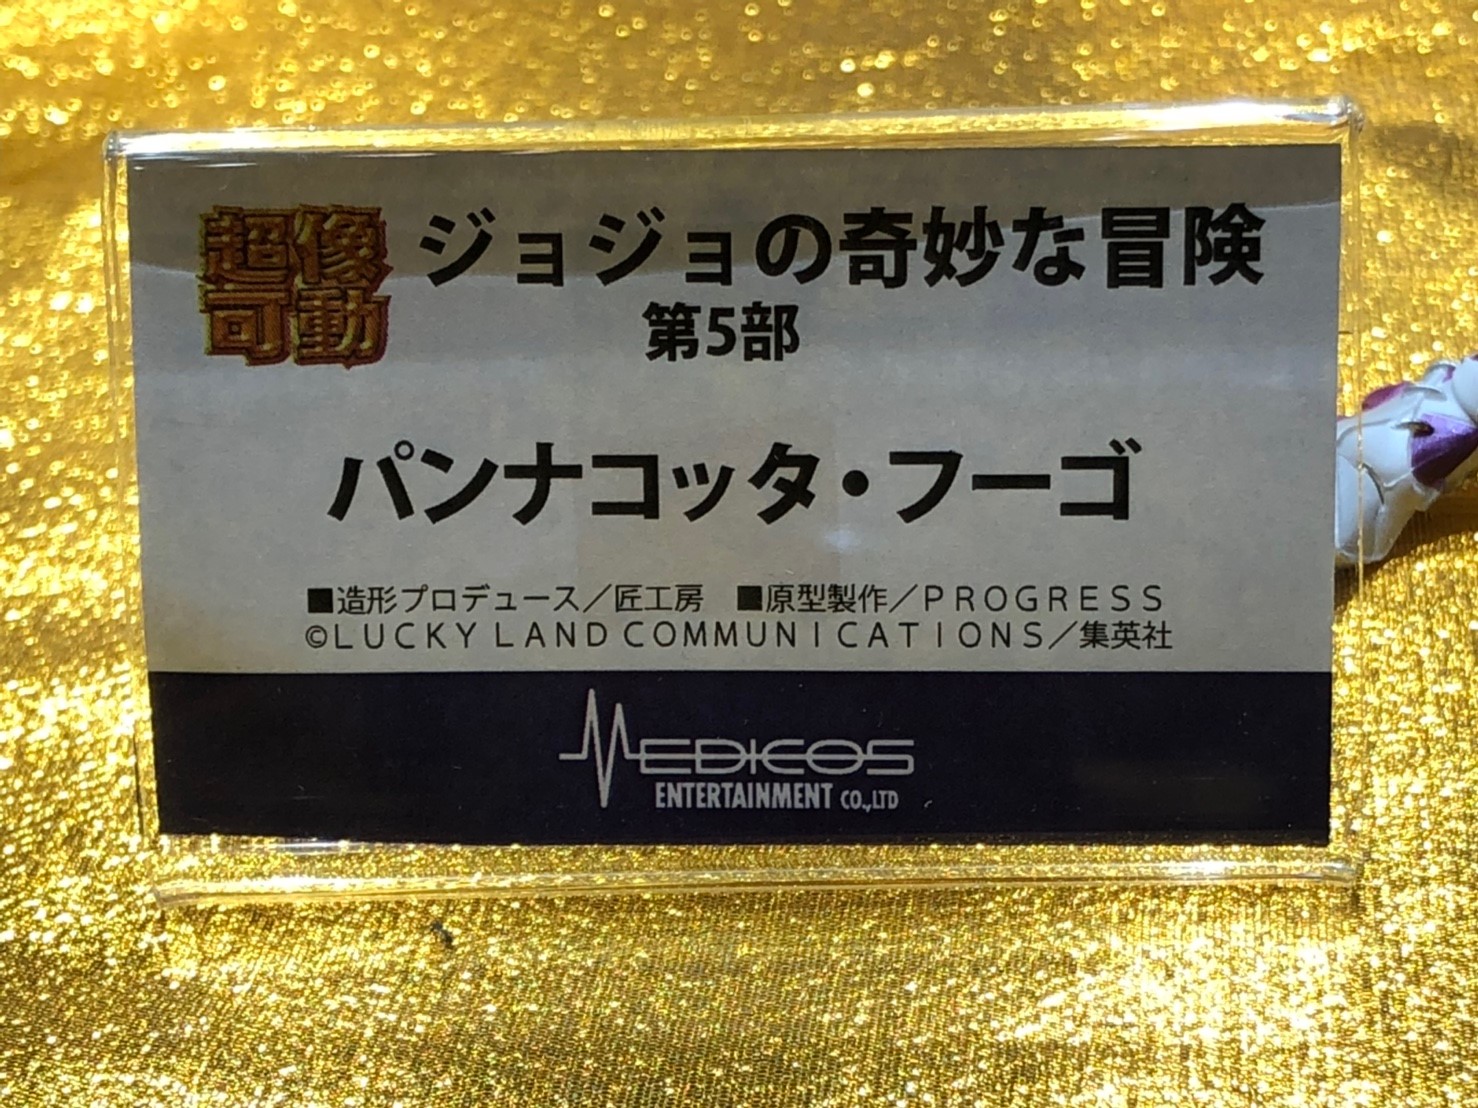 超像
可動
ジョジョの奇妙な冒険
第5部
パンナコッタ・フーゴ
■造形プロデュース／匠工房　■原型製作／PROGRESS
©LUCKY LAND COMMUNICATIONS／集英社
MEDICOS
ENTERTAINMENT CO.,LTD